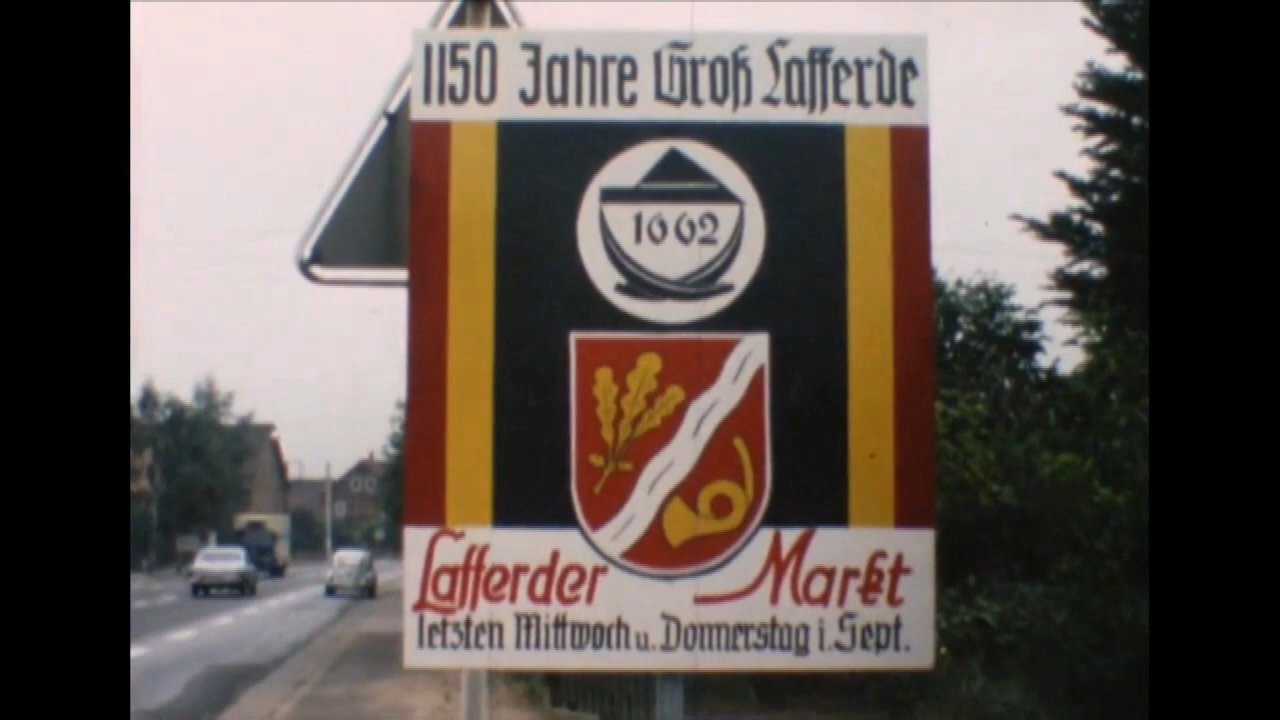 1150 Jahre Groß Lafferde
1662
Lafferder Markt
letzten Mittwoch u. Donnerstag i. Sept.